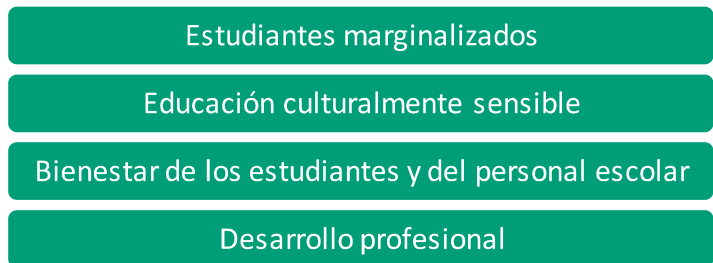 Estudiantes marginalizados
Educación culturalmente sensible
Bienestar de los estudiantes y del personal escolar
Desarrollo profesional